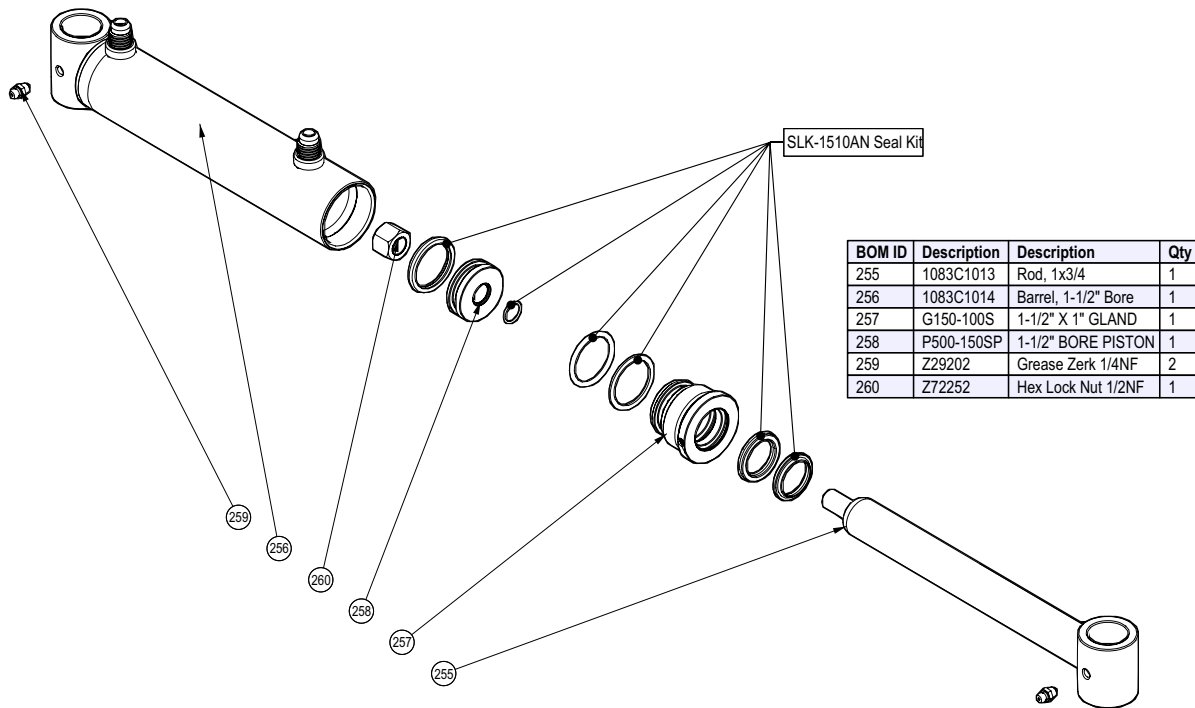 SLK-1510AN Seal Kit
BOM ID Description Description Qty
255 1083C1013 Rod, 1x3/4 1
256 1083C1014 Barrel, 1-1/2" Bore 1
257 G150-100S 1-1/2" X 1" GLAND 1
258 P500-150SP 1-1/2" BORE PISTON 1
259 Z29202 Grease Zerk 1/4NF 2
260 Z72252 Hex Lock Nut 1/2NF 1
259
256
260
258
257
255